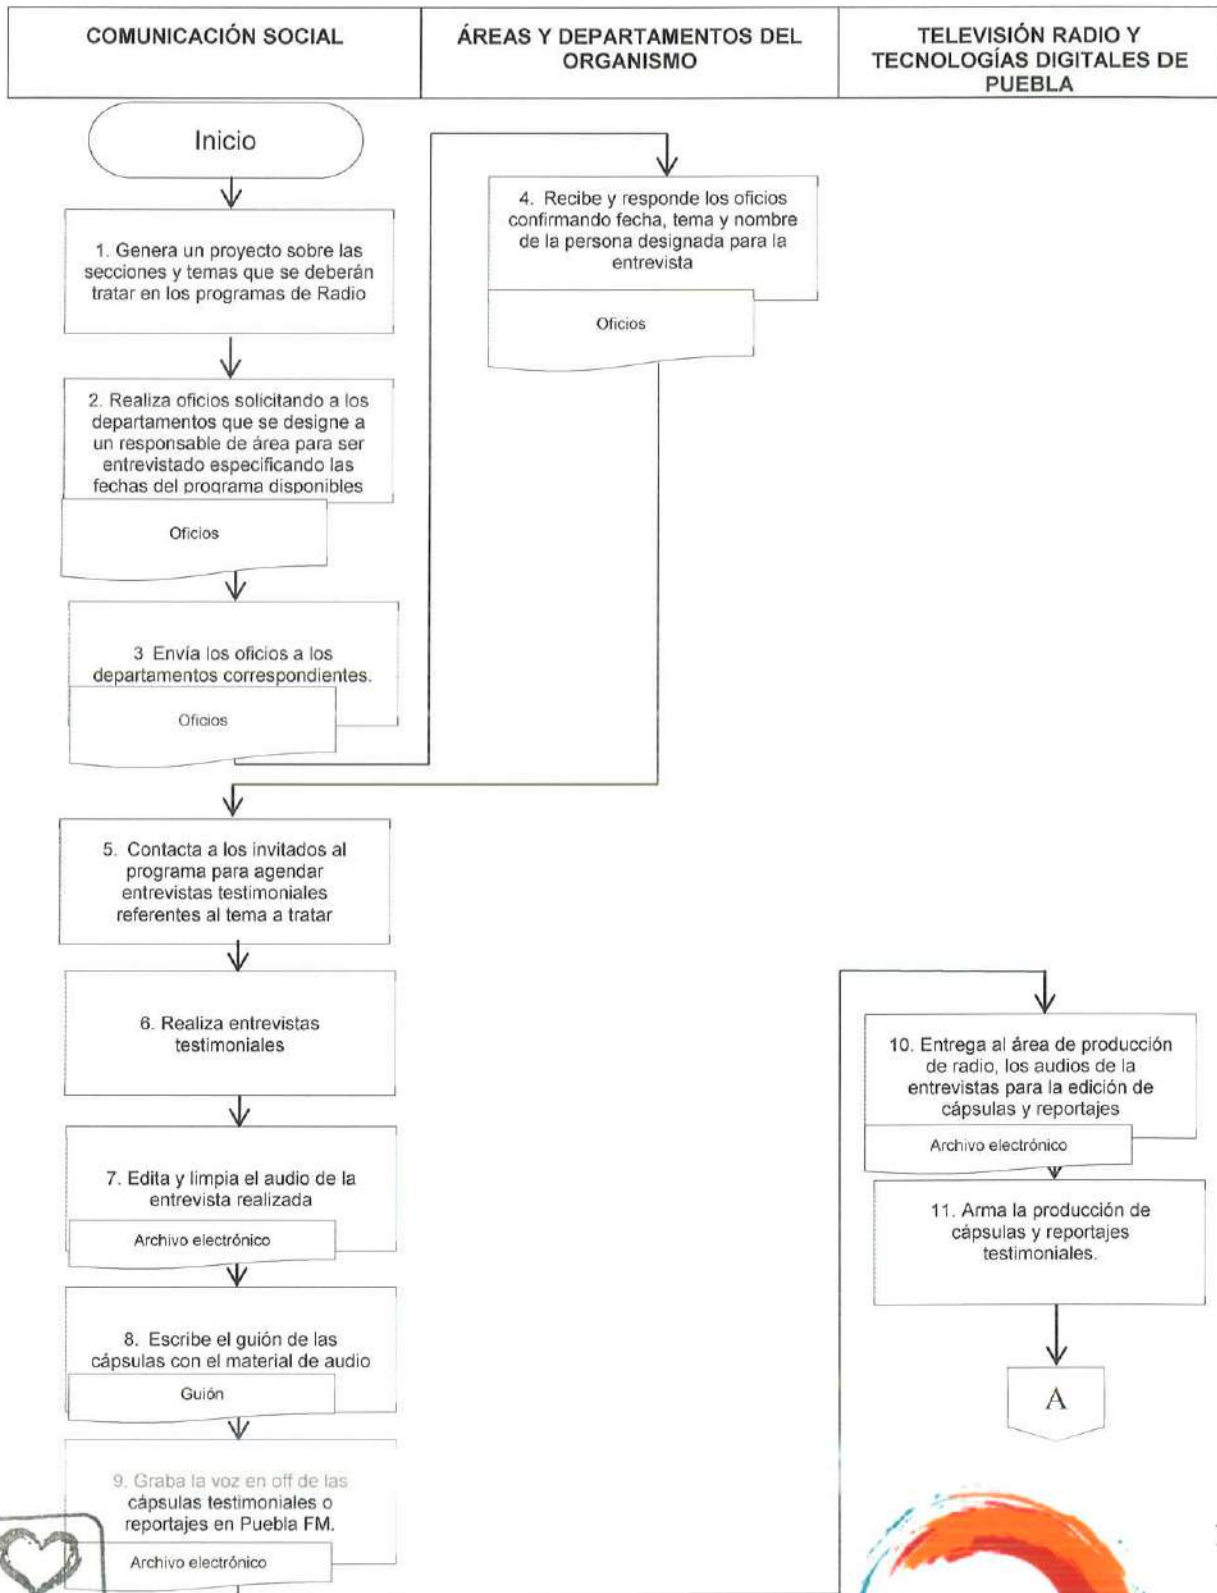 COMUNICACIÓN SOCIAL
ÁREAS Y DEPARTAMENTOS DEL
ORGANISMO
TELEVISIÓN RADIO Y
TECNOLOGÍAS DIGITALES DE
PUEBLA
Inicio
1. Genera un proyecto sobre las
secciones y temas que se deberán
tratar en los programas de Radio
2. Realiza oficios solicitando a los
departamentos que se designe a
un responsable de área para ser
entrevistado especificando las
fechas del programa disponibles
Oficios
3 Envía los oficios a los
departamentos correspondientes.
Oficios
4. Recibe y responde los oficios
confirmando fecha, tema y nombre
de la persona designada para la
entrevista
Oficios
5. Contacta a los invitados al
programa para agendar
entrevistas testimoniales
referentes al tema a tratar
6. Realiza entrevistas
testimoniales
7. Edita y limpia el audio de la
entrevista realizada
Archivo electrónico
8. Escribe el guión de las
cápsulas con el material de audio
Guión
9. Graba la voz en off de las
cápsulas testimoniales o
reportajes en Puebla FM.
Archivo electrónico
10. Entrega al área de producción
de radio, los audios de la
entrevistas para la edición de
cápsulas y reportajes
Archivo electrónico
11. Arma la producción de
cápsulas y reportajes
testimoniales.
A